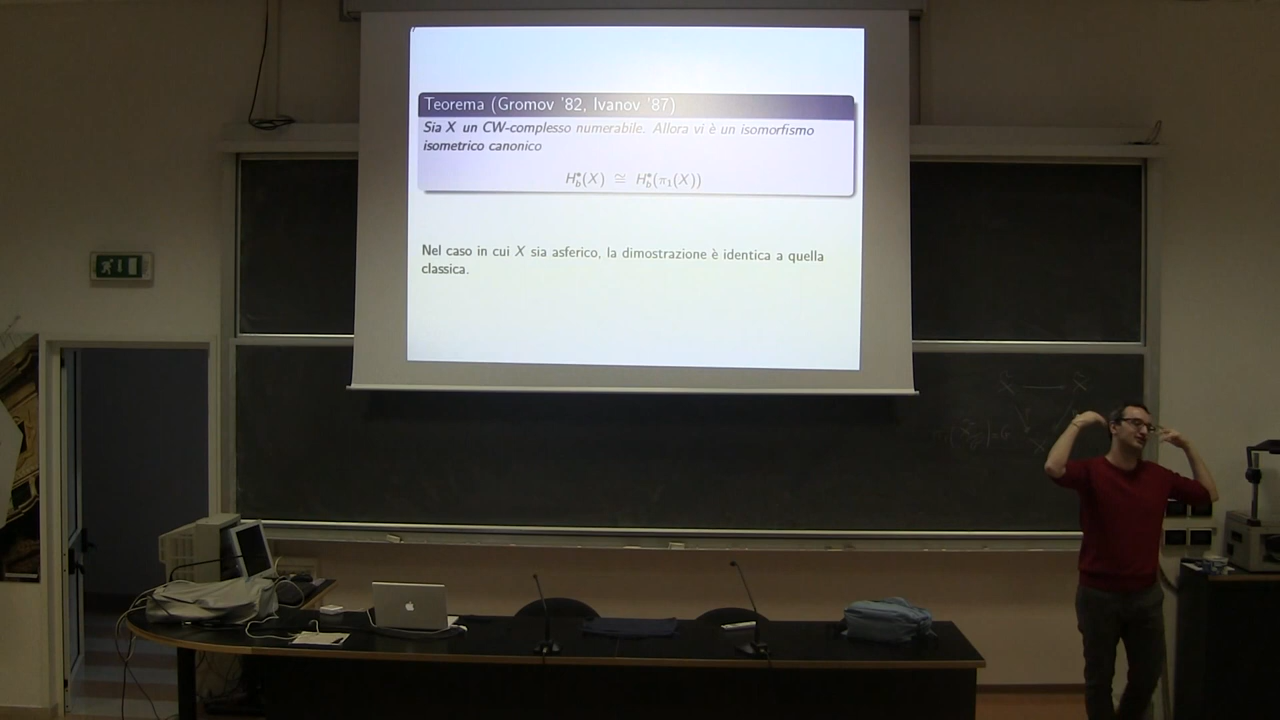 Teorema (Gromov '82, Ivanov '87)
Sia X un CW-complesso numerabile. Allora vi è un isomorfismo
isometrico canonico
H*b(X) ≅ H*b(π1(X))
Nel caso in cui X sia asferico, la dimostrazione è identica a quella
classica.